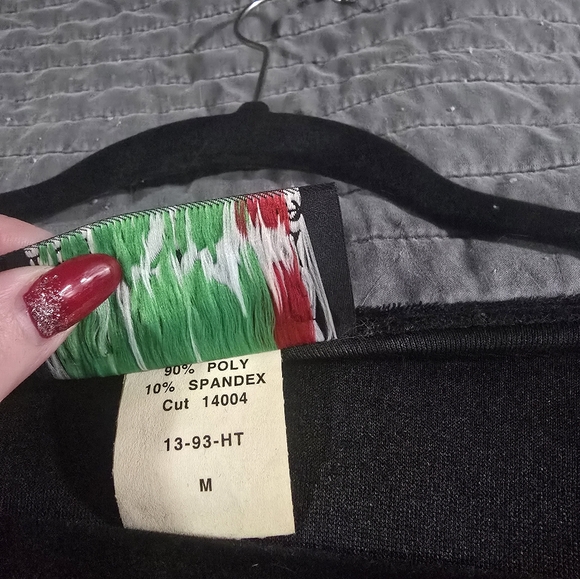 90% POLY
10% SPANDEX
Cut 14004
13-93-HT
M